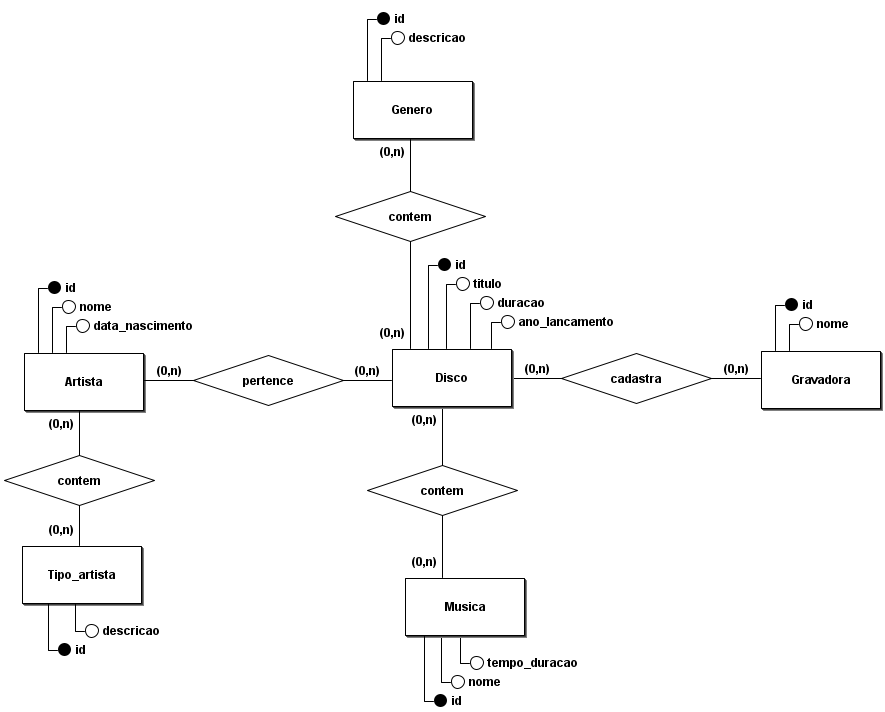 id
descricao
Genero
(0,n)
contem
(0,n)
id
titulo
duracao
ano_lancamento
id
nome
data_nascimento
id
nome
Artista
(0,n)
pertence
(0,n)
Disco
(0,n)
cadastra
(0,n)
Gravadora
(0,n)
contem
(0,n)
Tipo_artista
descricao
id
(0,n)
contem
(0,n)
Musica
tempo_duracao
nome
id